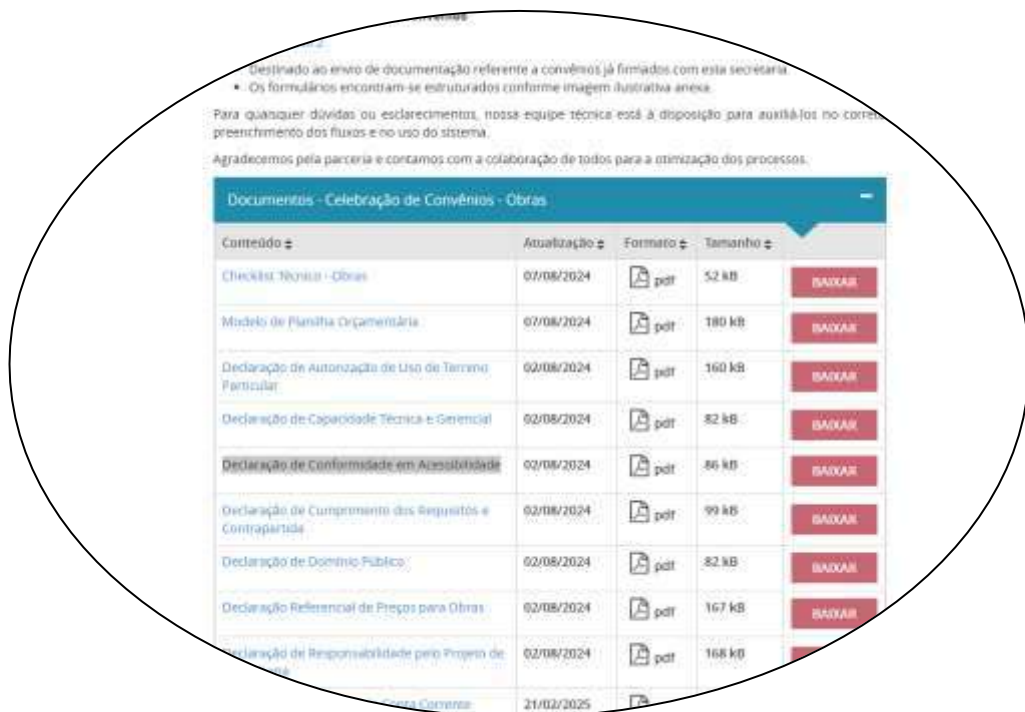 Destinado ao envio de documentação referente a convênios já firmados com esta secretaria
• Os formulários encontram-se estruturados conforme imagem ilustrativa anexa.
Para quaisquer dúvidas ou esclarecimentos, nossa equipe técnica está à disposição para auxiliá-los no correto
preenchimento dos fluxos e no uso do sistema.
Agradecemos pela parceria e contamos com a colaboração de todos para a otimização dos processos.
Documentos - Celebração de Convênios - Obras
Conteúdo Atualização Formato Tamanho
Checklist Técnico - Obras 07/08/2024 pdf 52 kB BAIXAR
Modelo de Planilha Orçamentária 07/08/2024 pdf 180 kB BAIXAR
Declaração de Autorização de Uso de Terreno
Particular 02/08/2024 pdf 160 kB BAIXAR
Declaração de Capacidade Técnica e Gerencial 02/08/2024 pdf 82 kB BAIXAR
Declaração de Conformidade em Acessibilidade 02/08/2024 pdf 86 kB BAIXAR
Declaração de Cumprimento dos Requisitos e
Contrapartida 02/08/2024 pdf 99 kB BAIXAR
Declaração de Domínio Público 02/08/2024 pdf 82 kB BAIXAR
Declaração Referencial de Preços para Obras 02/08/2024 pdf 167 kB BAIXAR
Declaração de Responsabilidade pelo Projeto de 02/08/2024 pdf 168 kB
Conta Corrente 21/02/2025